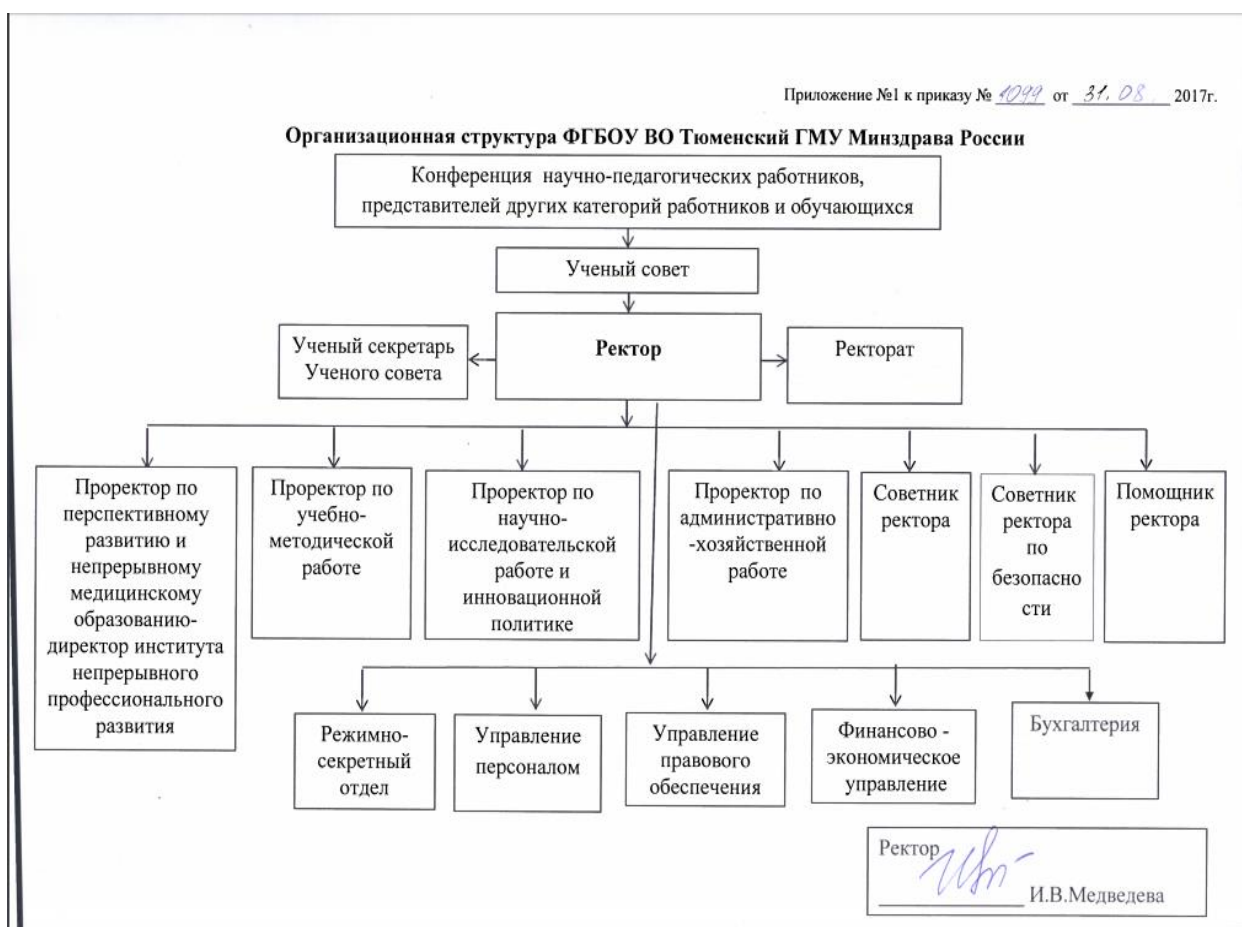 Приложение №1 к приказу № 1099 от 31.08 2017г.
Организационная структура ФГБОУ ВО Тюменский ГМУ Минздрава России
Конференция научно-педагогических работников,
представителей других категорий работников и обучающихся
Ученый совет
Ученый секретарь
Ученого совета
Ректор
Ректорат
Проректор по
перспективному
развитию и
непрерывному
медицинскому
образованию-
директор института
непрерывного
профессионального
развития
Проректор по
учебно-
методической
работе
Проректор по
научно-
исследовательской
работе и
инновационной
политике
Проректор по
административно
-хозяйственной
работе
Советник
ректора
Советник
ректора
по
безопасно
сти
Помощник
ректора
Режимно-
секретный
отдел
Управление
персоналом
Управление
правового
обеспечения
Финансово -
экономическое
управление
Бухгалтерия
Ректор
И.В.Медведева